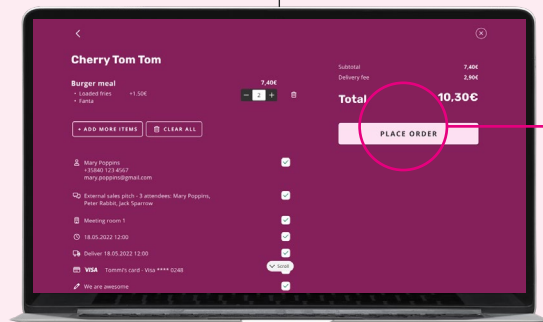 Cherry Tom Tom
Burger meal 7,40€
• Loaded fries +1.50€
• Fanta
− 2 +
+ ADD MORE ITEMS
CLEAR ALL
Mary Poppins
+35840 123 4567
mary.poppins@gmail.com
External sales pitch - 3 attendees: Mary Poppins,
Peter Rabbit, Jack Sparrow
Meeting room 1
18.05.2022 12:00
Deliver 18.05.2022 12:00
VISA Tommi's card - Visa **** 0248
We are awesome
Scroll
Subtotal 7,40€
Delivery fee 2,90€
Total 10,30€
PLACE ORDER